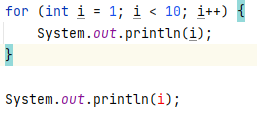 for (int i = 1; i < 10; i++) {
    System.out.println(i);
}

System.out.println(i);